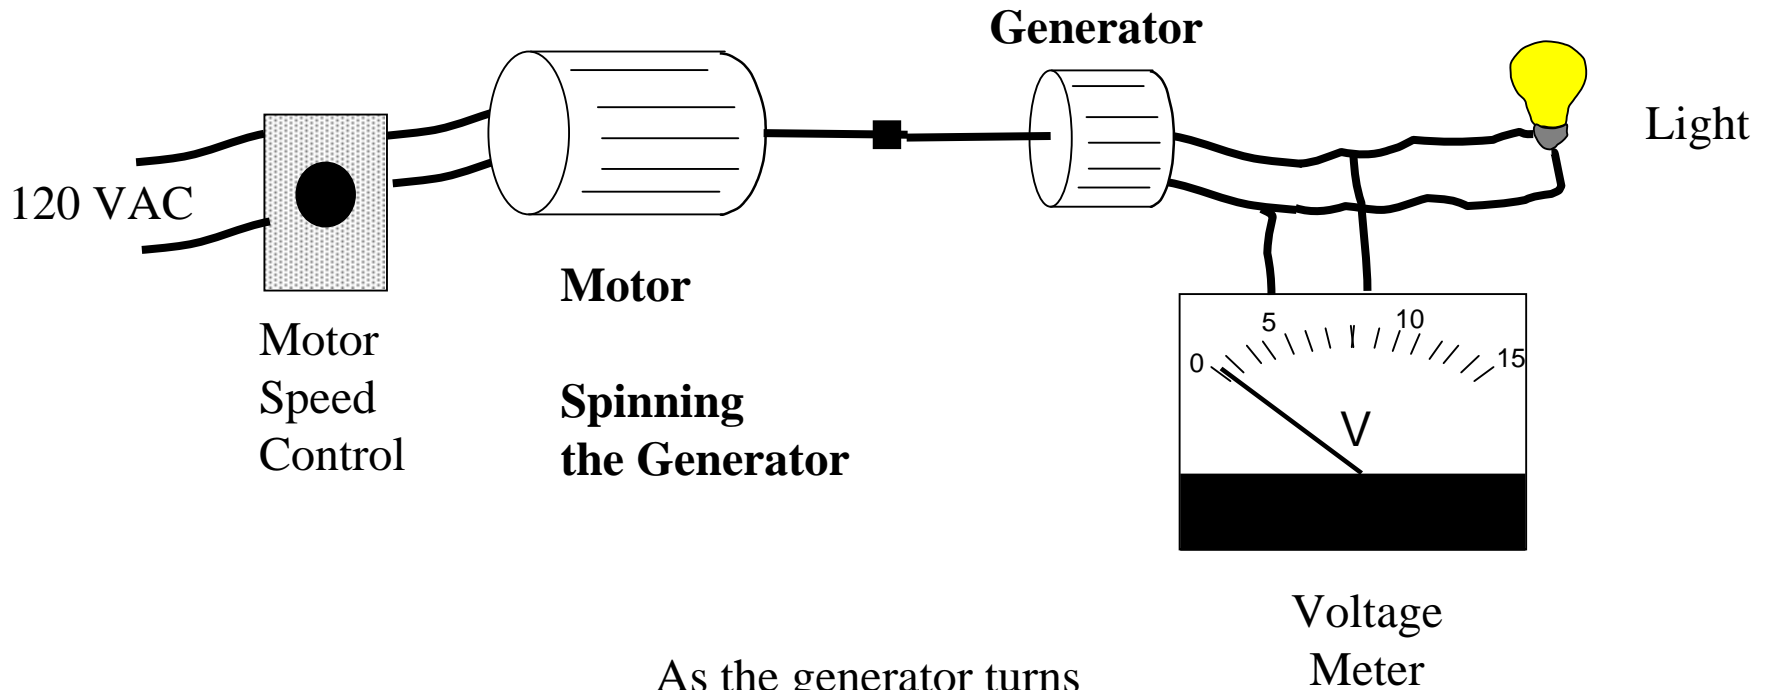 Generator
Light
120 VAC
Motor
Speed
Control
Motor
Spinning
the Generator
0
5
10
15
V
Voltage
Meter
As the generator turns